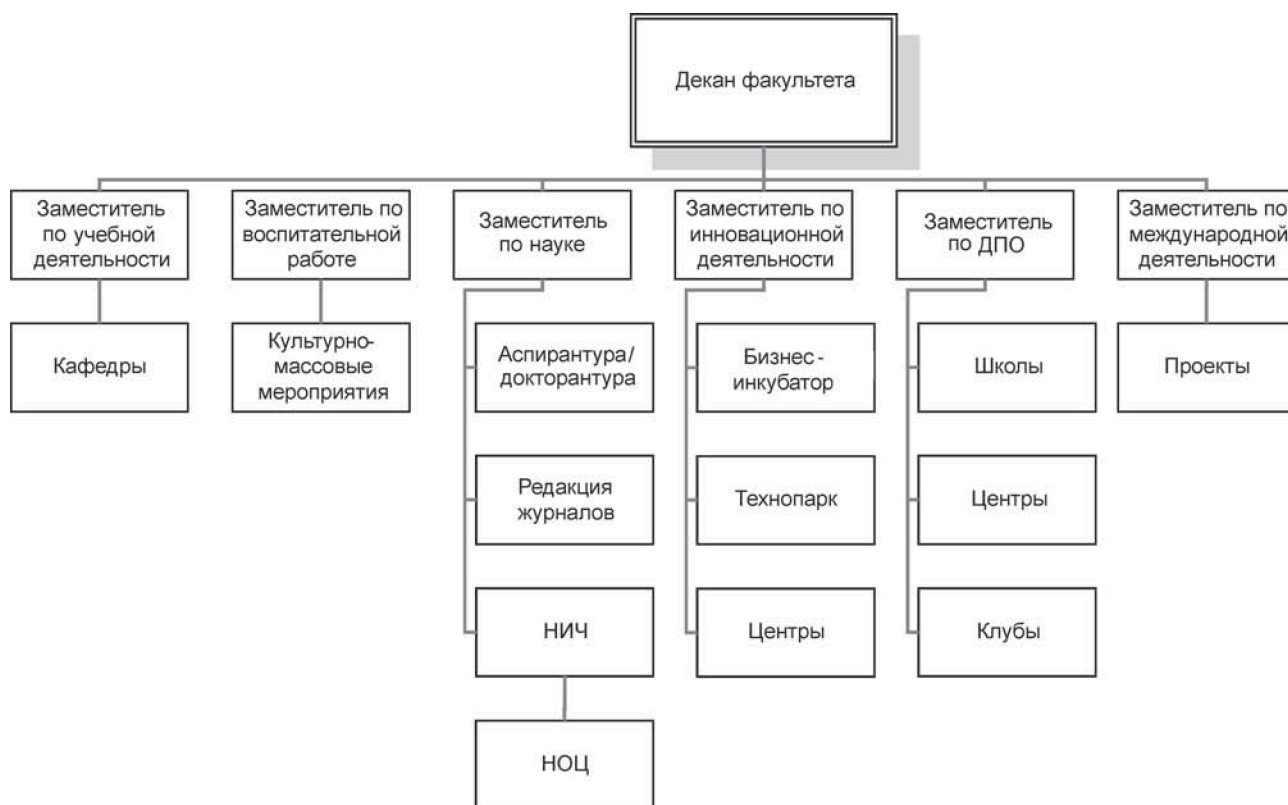 Декан факультета
Заместитель
по учебной
деятельности
Заместитель по
воспитательной
работе
Заместитель
по науке
Заместитель по
инновационной
деятельности
Заместитель
по ДПО
Заместитель по
международной
деятельности
Кафедры
Культурно-
массовые
мероприятия
Аспирантура/
докторантура
Бизнес-
инкубатор
Школы
Проекты
Редакция
журналов
Технопарк
Центры
НИЧ
Центры
Клубы
НОЦ